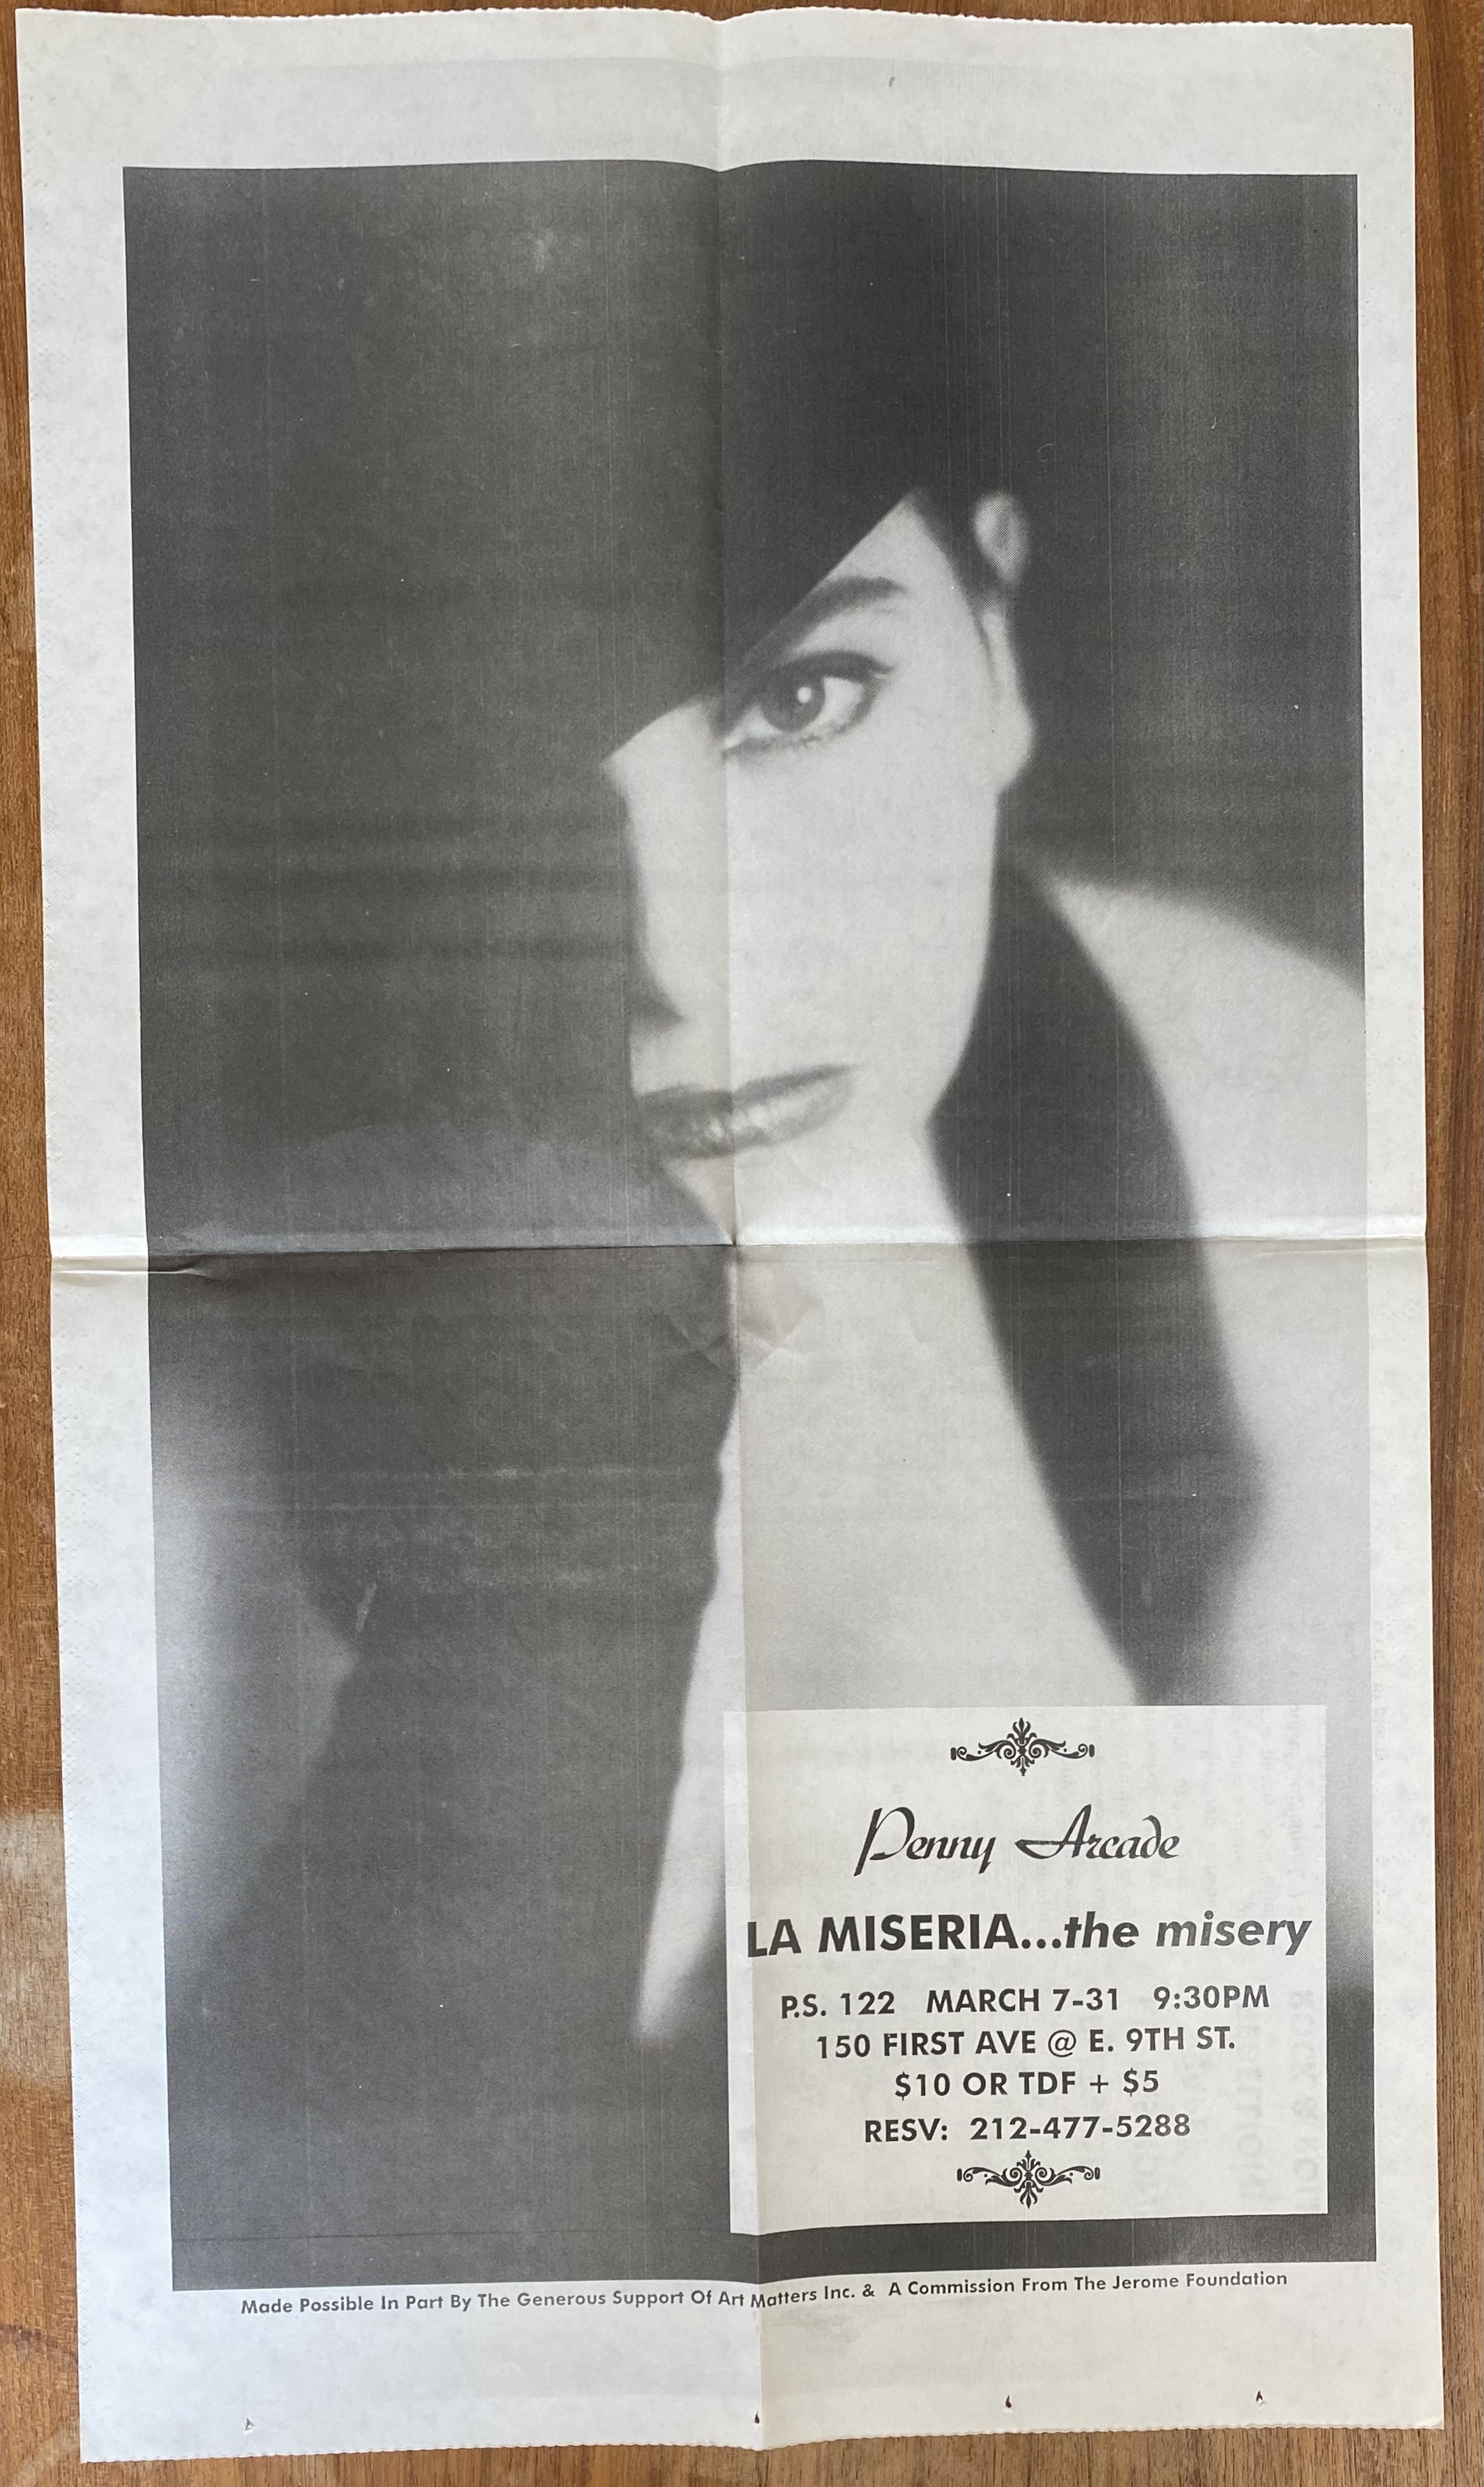 Penny Arcade
LA MISERIA...the misery
P.S. 122 MARCH 7-31 9:30PM
150 FIRST AVE @ E. 9TH ST.
$10 OR TDF + $5
RESV: 212-477-5288
Made Possible In Part By The Generous Support Of Art Matters Inc. & A Commission From The Jerome Foundation